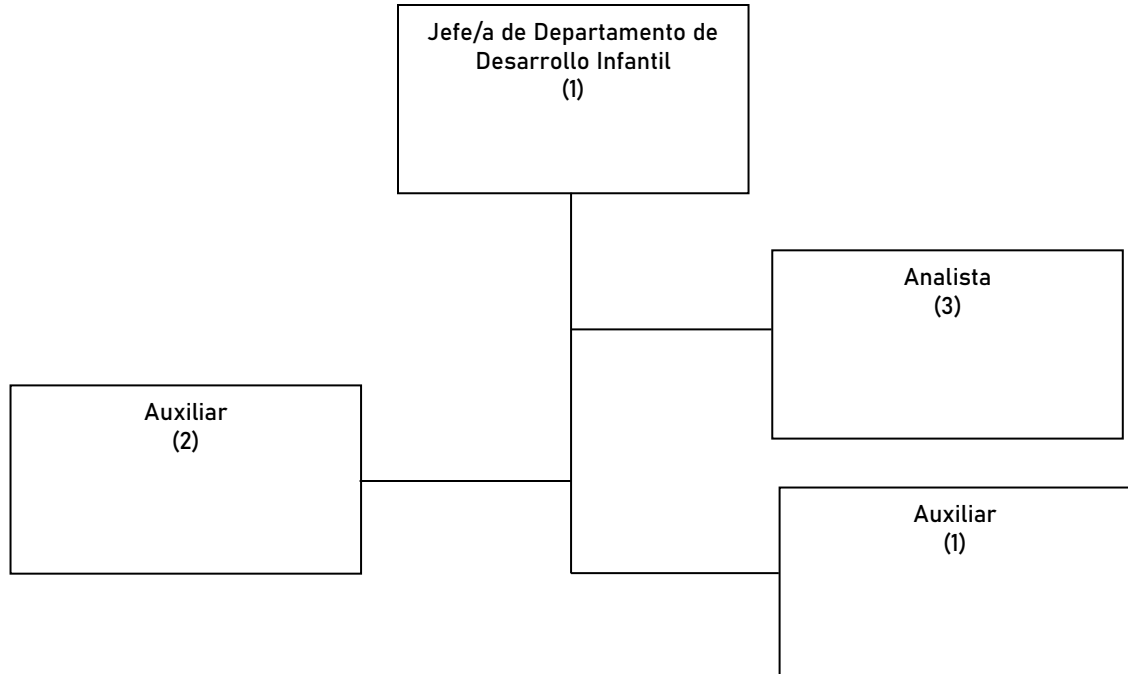 Jefe/a de Departamento de
Desarrollo Infantil
(1)
Analista
(3)
Auxiliar
(2)
Auxiliar
(1)